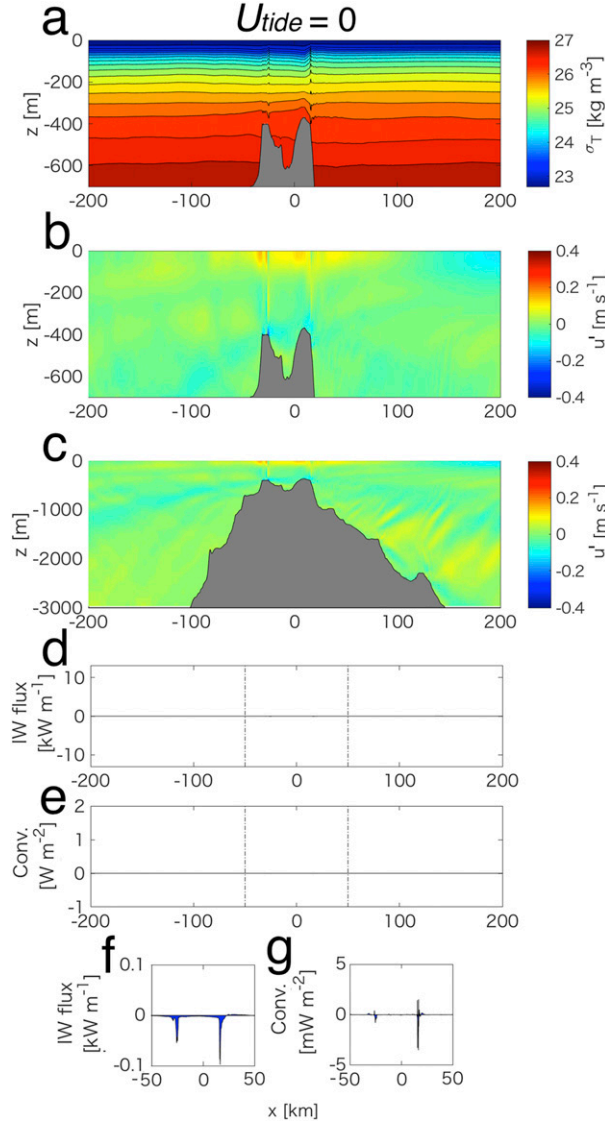 a U_tide = 0
0
-200
-400
-600
z [m]
-200 -100 0 100 200
27
26
25
24
23
σ_T [kg m⁻³]
b
0
-200
-400
-600
z [m]
-200 -100 0 100 200
0.4
0.2
0
-0.2
-0.4
u' [m s⁻¹]
c
0
-1000
-2000
-3000
z [m]
-200 -100 0 100 200
0.4
0.2
0
-0.2
-0.4
u' [m s⁻¹]
d
10
0
-10
IW flux
[kW m⁻¹]
-200 -100 0 100 200
e
2
1
0
-1
Conv.
[W m⁻²]
-200 -100 0 100 200
f
0.1
0
-0.1
IW flux
[kW m⁻¹]
-50 0 50
g
5
0
-5
Conv.
[mW m⁻²]
-50 0 50
x [km]